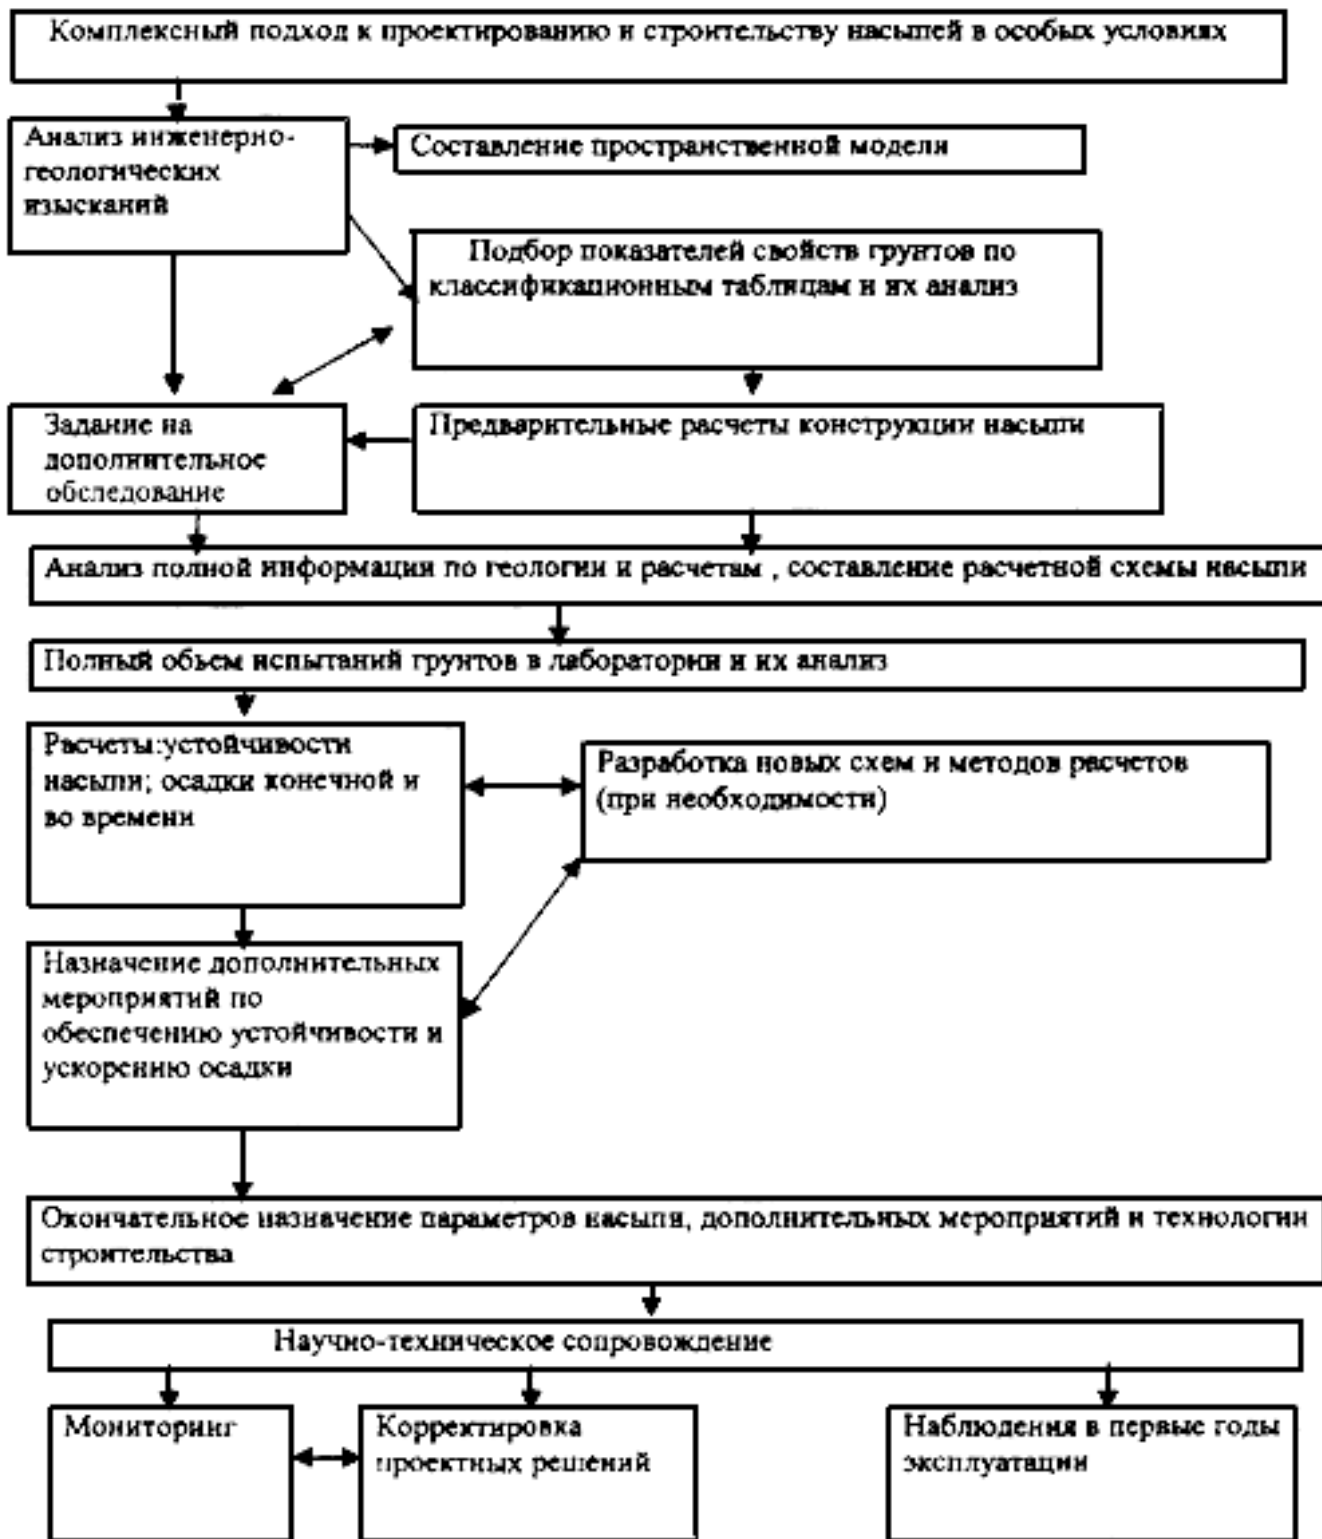 Комплексный подход к проектированию и строительству насыпей в особых условиях
Анализ инженерно-
геологических
изысканий
Составление пространственной модели
Подбор показателей свойств грунтов по
классификационным таблицам и их анализ
Задание на
дополнительное
обследование
Предварительные расчеты конструкции насыпи
Анализ полной информации по геологии и расчетам , составление расчетной схемы насыпи
Полный обьем испытаний грунтов в лаборатории и их анализ
Расчеты:устойчивости
насыпи; осадки конечной и
во времени
Разработка новых схем и методов расчетов
(при необходимости)
Назначение дополнительных
мероприятий по
обеспечению устойчивости и
ускорению осадки
Окончательное назначение параметров насыпи, дополнительных мероприятий и технологии
строительства
Научно-техническое сопровождение
Мониторинг
Корректировка
проектных решений
Наблюдения в первые годы
эксплуатации